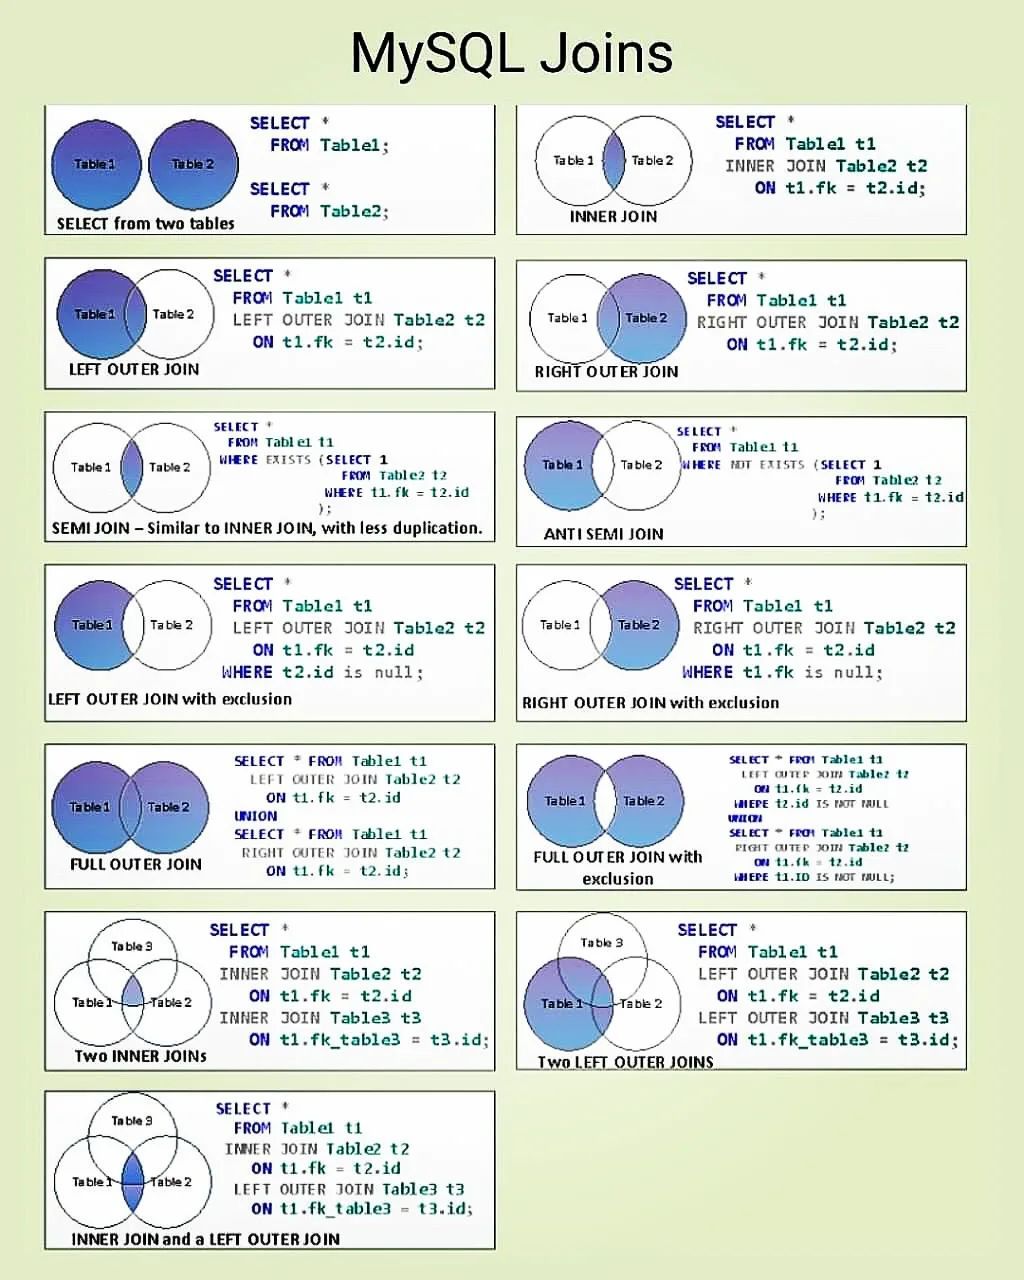 MySQL Joins
Table 1
Table 2
SELECT *
FROM Table1;
SELECT *
FROM Table2;
SELECT from two tables
Table 1
Table 2
SELECT *
FROM Table1 t1
INNER JOIN Table2 t2
ON t1.fk = t2.id;
INNER JOIN
Table 1
Table 2
SELECT *
FROM Table1 t1
LEFT OUTER JOIN Table2 t2
ON t1.fk = t2.id;
LEFT OUTER JOIN
Table 1
Table 2
SELECT *
FROM Table1 t1
RIGHT OUTER JOIN Table2 t2
ON t1.fk = t2.id;
RIGHT OUTER JOIN
Table 1
Table 2
SELECT *
FROM Table1 t1
WHERE EXISTS (SELECT 1
FROM Table2 t2
WHERE t1.fk = t2.id
);
SEMI JOIN – Similar to INNER JOIN, with less duplication.
Table 1
Table 2
SELECT *
FROM Table1 t1
WHERE NOT EXISTS (SELECT 1
FROM Table2 t2
WHERE t1.fk = t2.id
);
ANTI SEMI JOIN
Table 1
Table 2
SELECT *
FROM Table1 t1
LEFT OUTER JOIN Table2 t2
ON t1.fk = t2.id
WHERE t2.id is null;
LEFT OUTER JOIN with exclusion
Table 1
Table 2
SELECT *
FROM Table1 t1
RIGHT OUTER JOIN Table2 t2
ON t1.fk = t2.id
WHERE t1.fk is null;
RIGHT OUTER JOIN with exclusion
Table 1
Table 2
SELECT * FROM Table1 t1
LEFT OUTER JOIN Table2 t2
ON t1.fk = t2.id
UNION
SELECT * FROM Table1 t1
RIGHT OUTER JOIN Table2 t2
ON t1.fk = t2.id;
FULL OUTER JOIN
Table 1
Table 2
SELECT * FROM Table1 t1
LEFT OUTER JOIN Table2 t2
ON t1.fk = t2.id
WHERE t2.id IS NOT NULL
UNION
SELECT * FROM Table1 t1
RIGHT OUTER JOIN Table2 t2
ON t1.fk = t2.id
WHERE t1.ID IS NOT NULL;
FULL OUTER JOIN with
exclusion
Table 3
Table 1
Table 2
SELECT *
FROM Table1 t1
INNER JOIN Table2 t2
ON t1.fk = t2.id
INNER JOIN Table3 t3
ON t1.fk_table3 = t3.id;
Two INNER JOINs
Table 3
Table 1
Table 2
SELECT *
FROM Table1 t1
LEFT OUTER JOIN Table2 t2
ON t1.fk = t2.id
LEFT OUTER JOIN Table3 t3
ON t1.fk_table3 = t3.id;
Two LEFT OUTER JOINS
Table 3
Table 1
Table 2
SELECT *
FROM Table1 t1
INNER JOIN Table2 t2
ON t1.fk = t2.id
LEFT OUTER JOIN Table3 t3
ON t1.fk_table3 = t3.id;
INNER JOIN and a LEFT OUTER JOIN